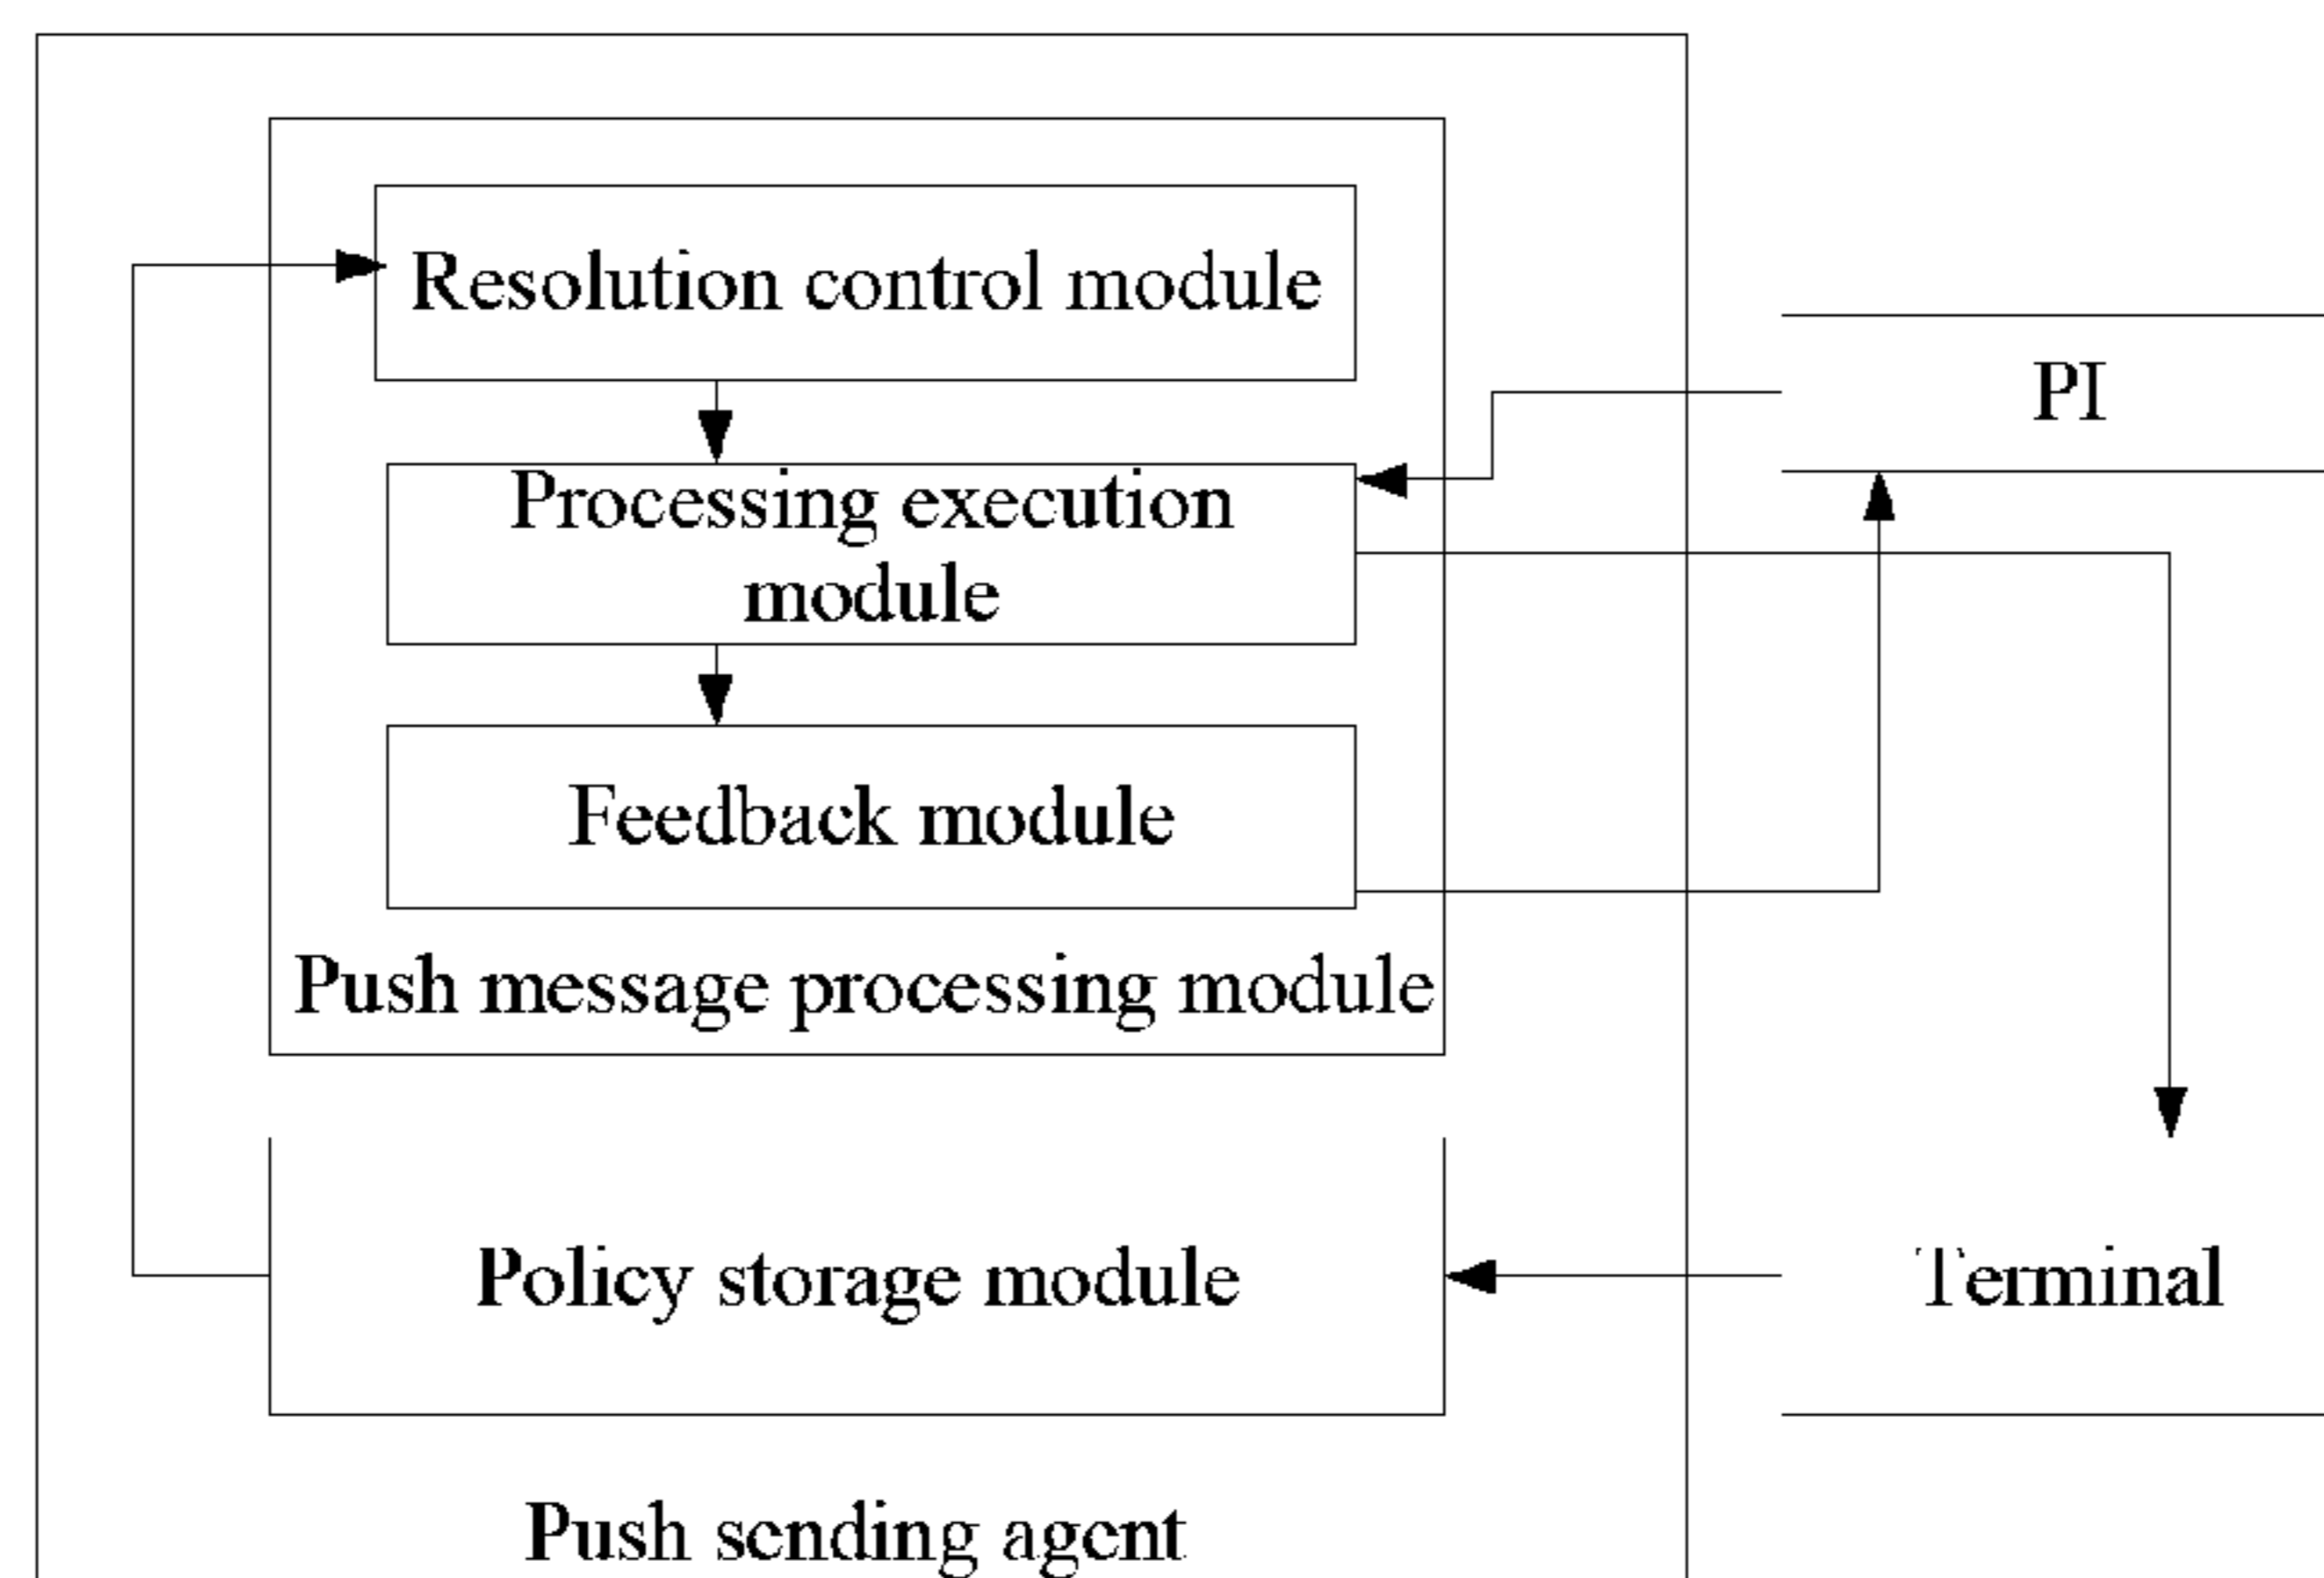 Resolution control module
PI
Processing execution
module
Feedback module
Push message processing module
Policy storage module
Terminal
Push sending agent